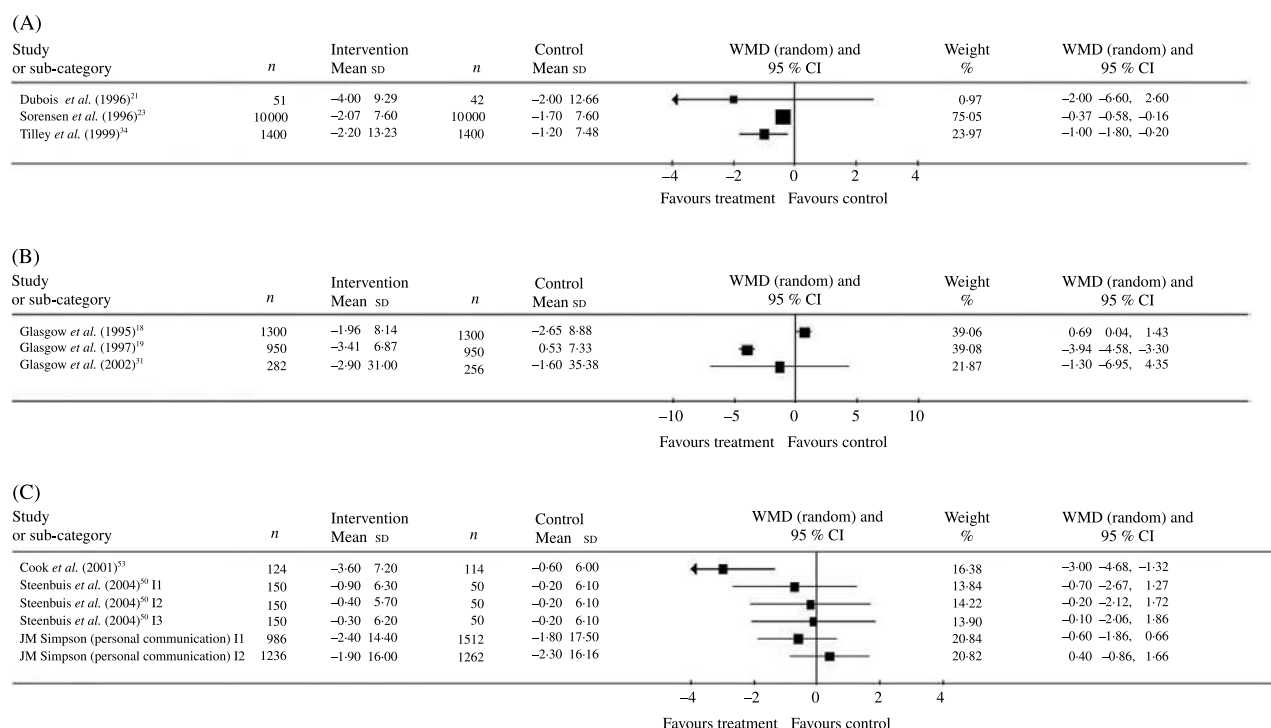 (A)
Study Intervention Control WMD (random) and Weight WMD (random) and
or sub-category n Mean SD n Mean SD 95 % CI % 95 % CI
Dubois et al. (1996)21 51 −4·00 9·29 42 −2·00 12·66 0·97 −2·00 −6·60, 2·60
Sorensen et al. (1996)23 10 000 −2·07 7·60 10 000 −1·70 7·60 75·05 −0·37 −0·58, −0·16
Tilley et al. (1999)34 1400 −2·20 13·23 1400 −1·20 7·48 23·97 −1·00 −1·80, −0·20
−4 −2 0 2 4
Favours treatment Favours control
(B)
Study Intervention Control WMD (random) and Weight WMD (random) and
or sub-category n Mean SD n Mean SD 95 % CI % 95 % CI
Glasgow et al. (1995)18 1300 −1·96 8·14 1300 −2·65 8·88 39·06 0·69 0·04, 1·43
Glasgow et al. (1997)19 950 −3·41 6·87 950 0·53 7·33 39·08 −3·94 −4·58, −3·30
Glasgow et al. (2002)31 282 −2·90 31·00 256 −1·60 35·38 21·87 −1·30 −6·95, 4·35
−10 −5 0 5 10
Favours treatment Favours control
(C)
Study Intervention Control WMD (random) and Weight WMD (random) and
or sub-category n Mean SD n Mean SD 95 % CI % 95 % CI
Cook et al. (2001)53 124 −3·60 7·20 114 −0·60 6·00 16·38 −3·00 −4·68, −1·32
Steenbuis et al. (2004)50 I1 150 −0·90 6·30 50 −0·20 6·10 13·84 −0·70 −2·67, 1·27
Steenbuis et al. (2004)50 I2 150 −0·40 5·70 50 −0·20 6·10 14·22 −0·20 −2·12, 1·72
Steenbuis et al. (2004)50 I3 150 −0·30 6·20 50 −0·20 6·10 13·90 −0·10 −2·06, 1·86
JM Simpson (personal communication) I1 986 −2·40 14·40 1512 −1·80 17·50 20·84 −0·60 −1·86, 0·66
JM Simpson (personal communication) I2 1236 −1·90 16·00 1262 −2·30 16·16 20·82 0·40 −0·86, 1·66
−4 −2 0 2 4
Favours treatment Favours control